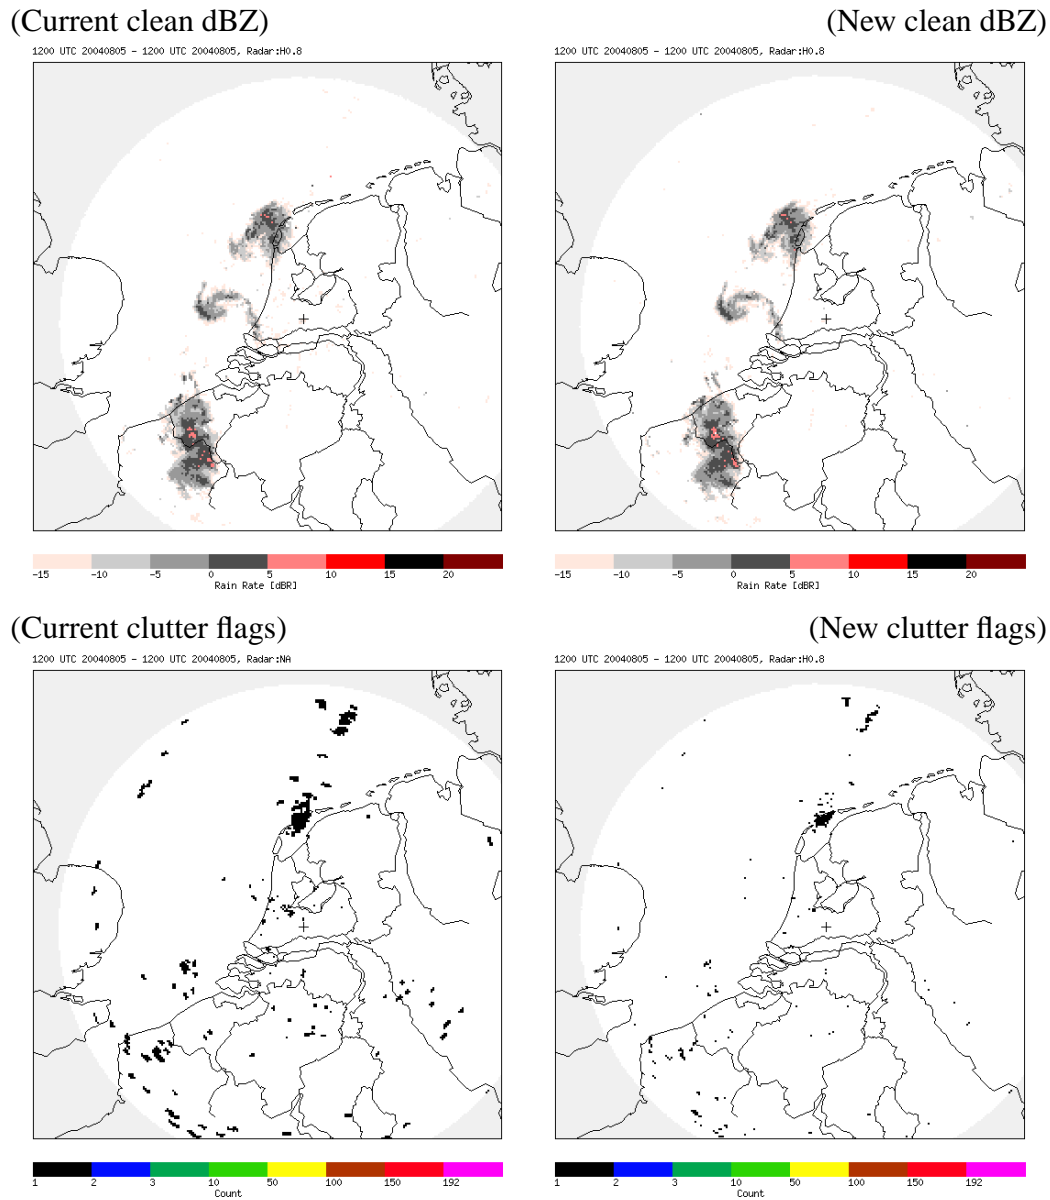 (Current clean dBZ)
(New clean dBZ)
1200 UTC 20040805 - 1200 UTC 20040805, Radar:H0.8
1200 UTC 20040805 - 1200 UTC 20040805, Radar:H0.8
-15 -10 -5 0 5 10 15 20
Rain Rate [dBR]
-15 -10 -5 0 5 10 15 20
Rain Rate [dBR]
(Current clutter flags)
(New clutter flags)
1200 UTC 20040805 - 1200 UTC 20040805, Radar:NA
1200 UTC 20040805 - 1200 UTC 20040805, Radar:H0.8
1 2 3 10 50 100 150 192
Count
1 2 3 10 50 100 150 192
Count